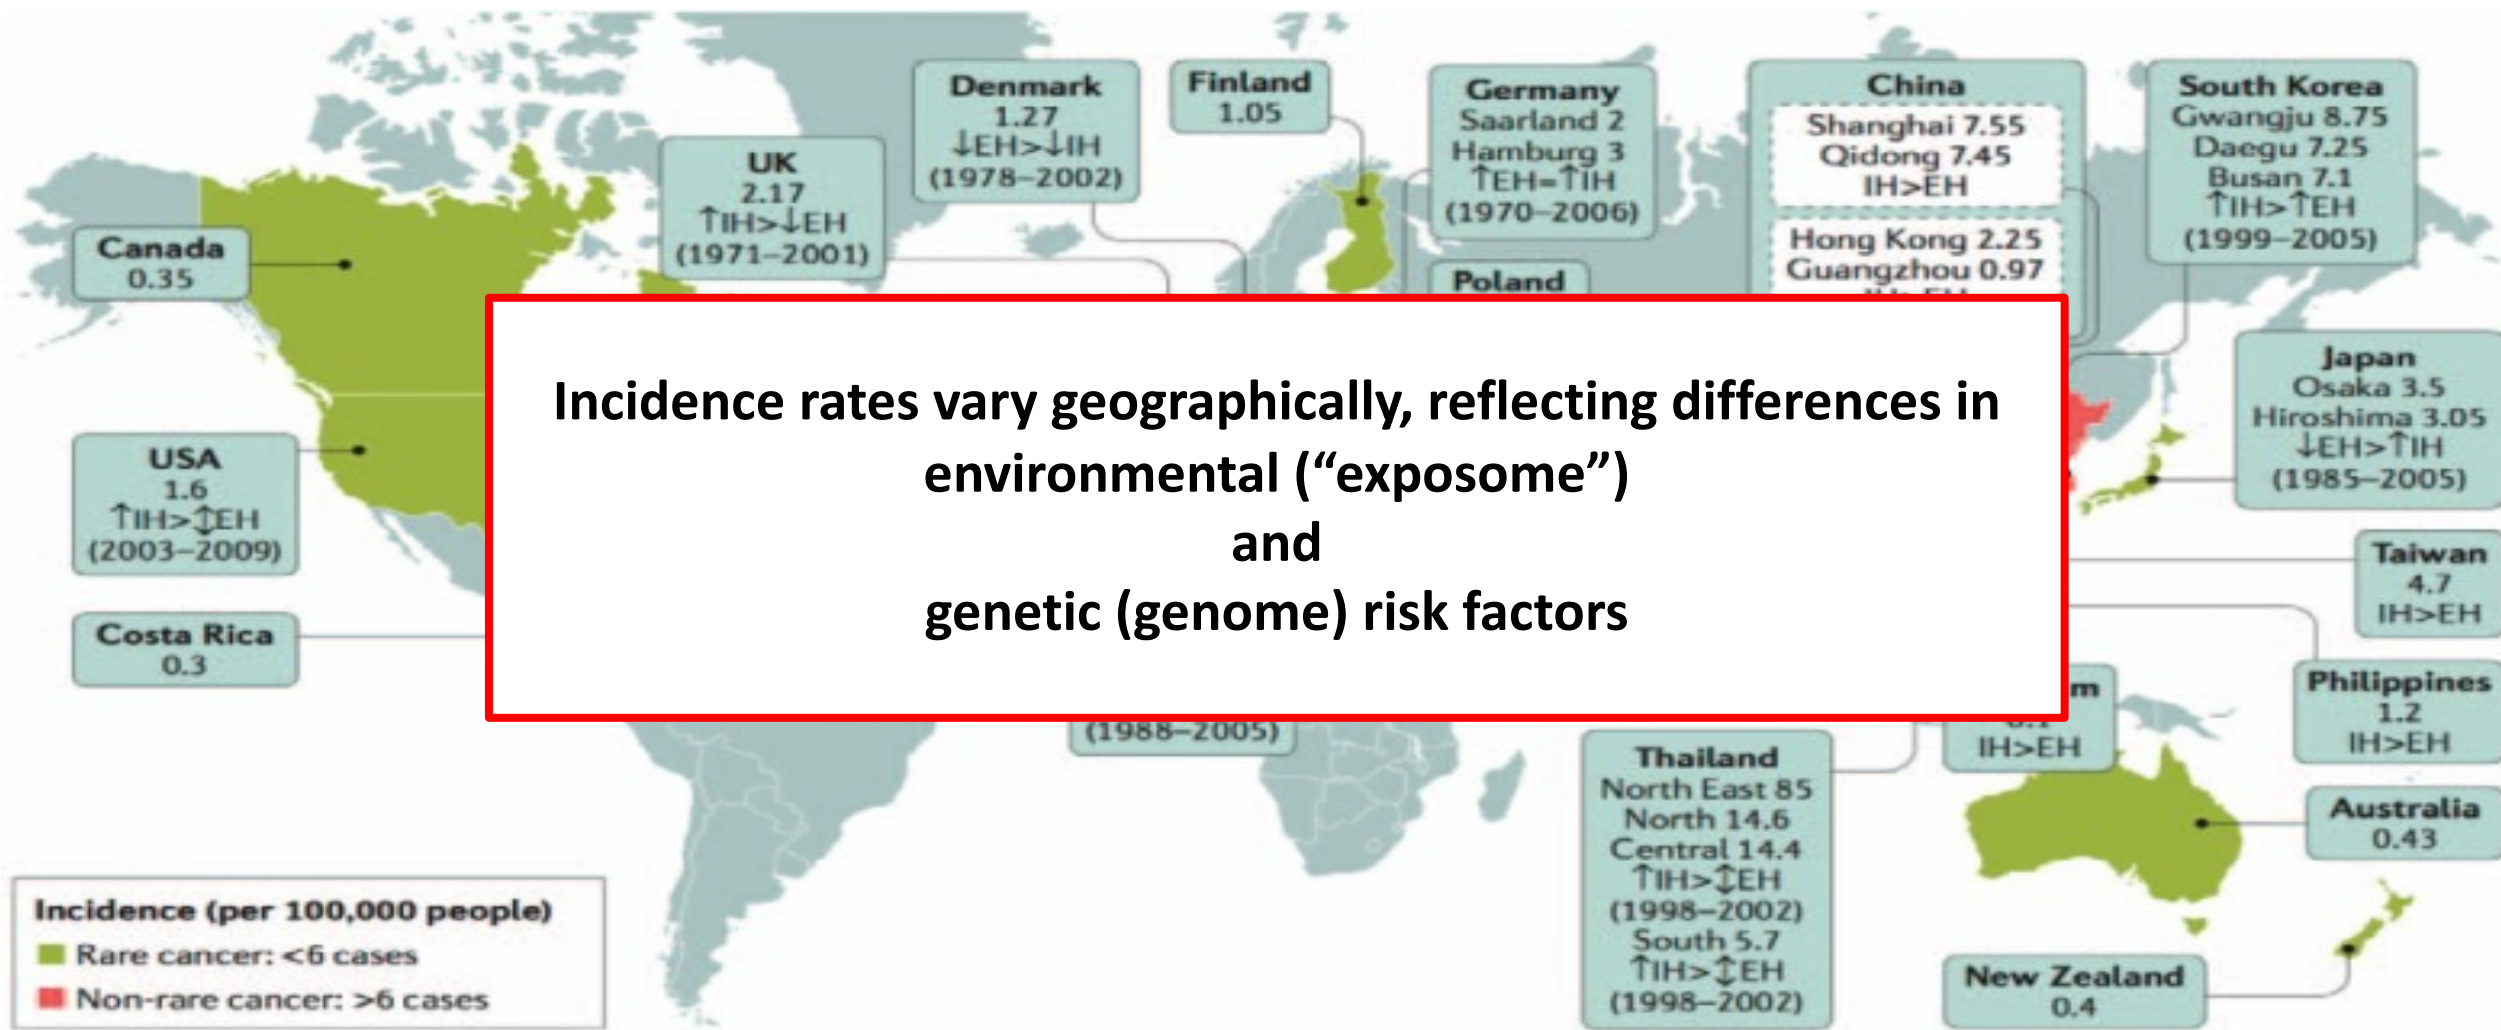 Denmark
1.27
↓EH>↓IH
(1978–2002)
Finland
1.05
Germany
Saarland 2
Hamburg 3
↑EH=↑IH
(1970–2006)
China
Shanghai 7.55
Qidong 7.45
IH>EH
Hong Kong 2.25
Guangzhou 0.97
South Korea
Gwangju 8.75
Daegu 7.25
Busan 7.1
↑IH>↑EH
(1999–2005)
UK
2.17
↑IH>↓EH
(1971–2001)
Canada
0.35
Poland
Japan
Osaka 3.5
Hiroshima 3.05
↓EH>↑IH
(1985–2005)
USA
1.6
↑IH>↕EH
(2003–2009)
Costa Rica
0.3
Incidence rates vary geographically, reflecting differences in
environmental (“exposome”)
and
genetic (genome) risk factors
Taiwan
4.7
IH>EH
Philippines
1.2
IH>EH
m
IH>EH
(1988–2005)
Thailand
North East 85
North 14.6
Central 14.4
↑IH>↕EH
(1998–2002)
South 5.7
↑IH>↕EH
(1998–2002)
Australia
0.43
New Zealand
0.4
Incidence (per 100,000 people)
Rare cancer: <6 cases
Non-rare cancer: >6 cases